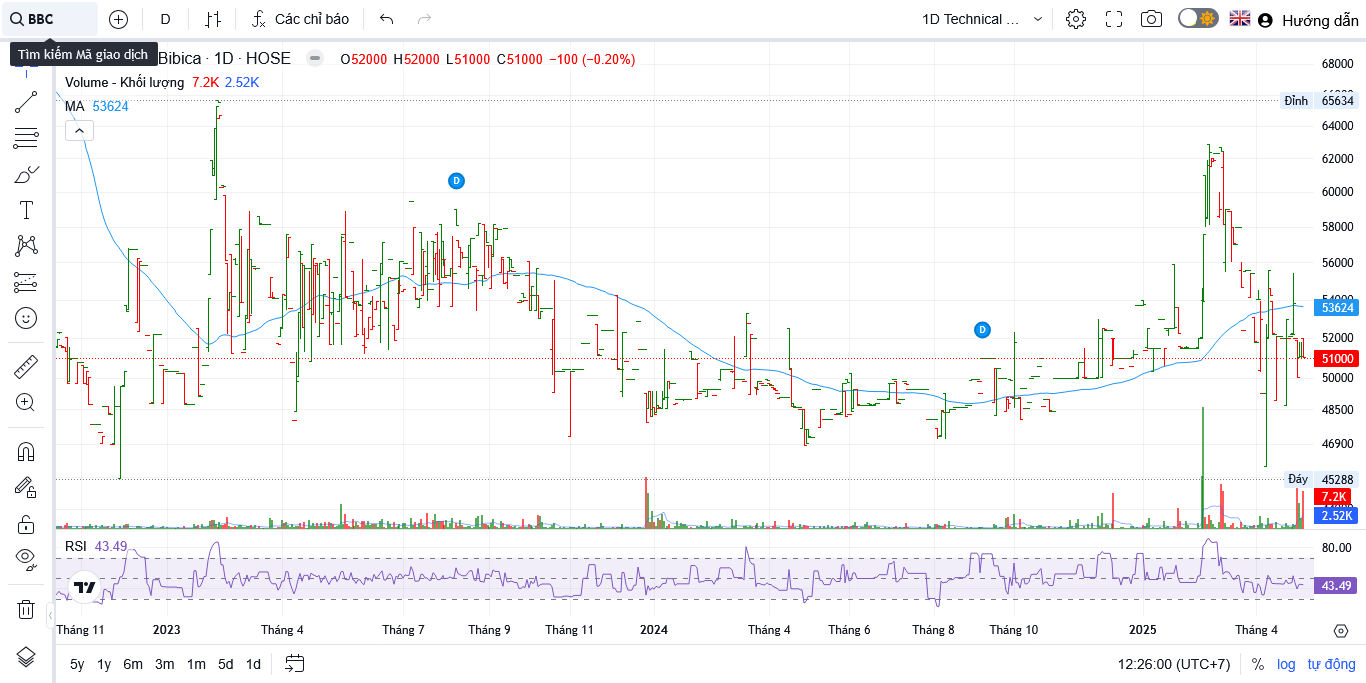 BBC
D
Các chỉ báo
1D Technical ...
Hướng dẫn
Tìm kiếm Mã giao dịch
Bibica · 1D · HOSE
O52000 H52000 L51000 C51000 −100 (−0.20%)
Volume - Khối lượng 7.2K 2.52K
MA 53624
D
D
68000
Đỉnh 65634
64000
62000
60000
58000
56000
54000
53624
52000
51000
50000
48500
46900
Đáy 45288
7.2K
2.52K
RSI 43.49
80.00
43.49
Tháng 11 2023 Tháng 4 Tháng 7 Tháng 9 Tháng 11 2024 Tháng 4 Tháng 6 Tháng 8 Tháng 10 2025 Tháng 4
5y 1y 6m 3m 1m 5d 1d
12:26:00 (UTC+7) % log tự động